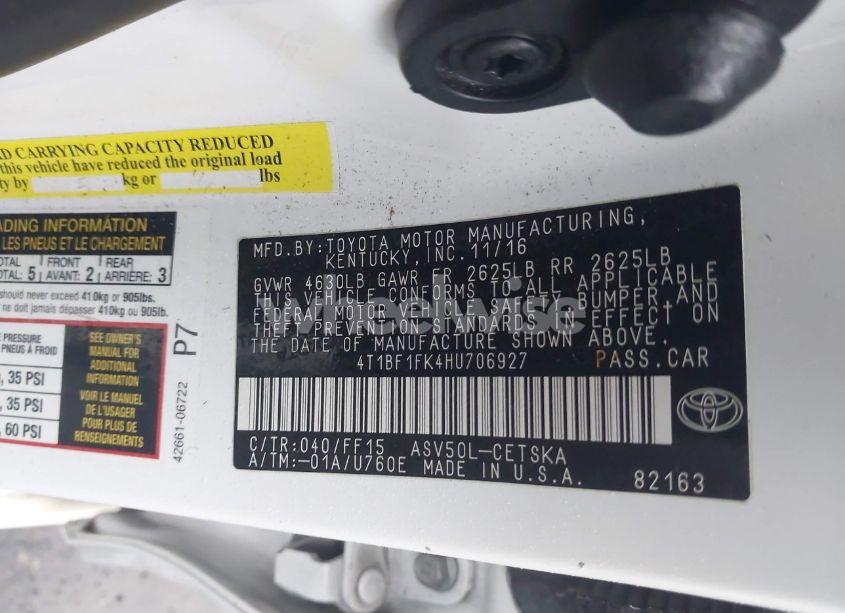 D CARRYING CAPACITY REDUCED
this vehicle have reduced the original load
ty by kg or lbs
ADING INFORMATION
LES PNEUS ET LE CHARGEMENT
TOTAL 5 FRONT AVANT: 2 REAR ARRIÈRE: 3
should never exceed 410kg or 905lbs.
ne doit jamais dépasser 410kg ou 905lb.
PRESSURE
PNEUS À FROID
, 35 PSI
, 35 PSI
, 60 PSI
SEE OWNER'S
MANUAL FOR
ADDITIONAL
INFORMATION
VOIR LE MANUEL
DE L'USAGER
POUR PLUS DE
RENSEIGNEMENTS
42661-06722 P7
MFD.BY:TOYOTA MOTOR MANUFACTURING,
KENTUCKY, INC. 11/16
GVWR 4630LB GAWR FR 2625LB RR 2625LB
THIS VEHICLE CONFORMS TO ALL APPLICABLE
FEDERAL MOTOR VEHICLE SAFETY, BUMPER,AND
THEFT PREVENTION STANDARDS IN EFFECT ON
THE DATE OF MANUFACTURE SHOWN ABOVE.
4T1BF1FK4HU706927 PASS.CAR
C/TR:040/FF15 ASV50L-CETSKA
A/TM:-01A/U760E MADE IN U.S.A.
82163
wheelwise